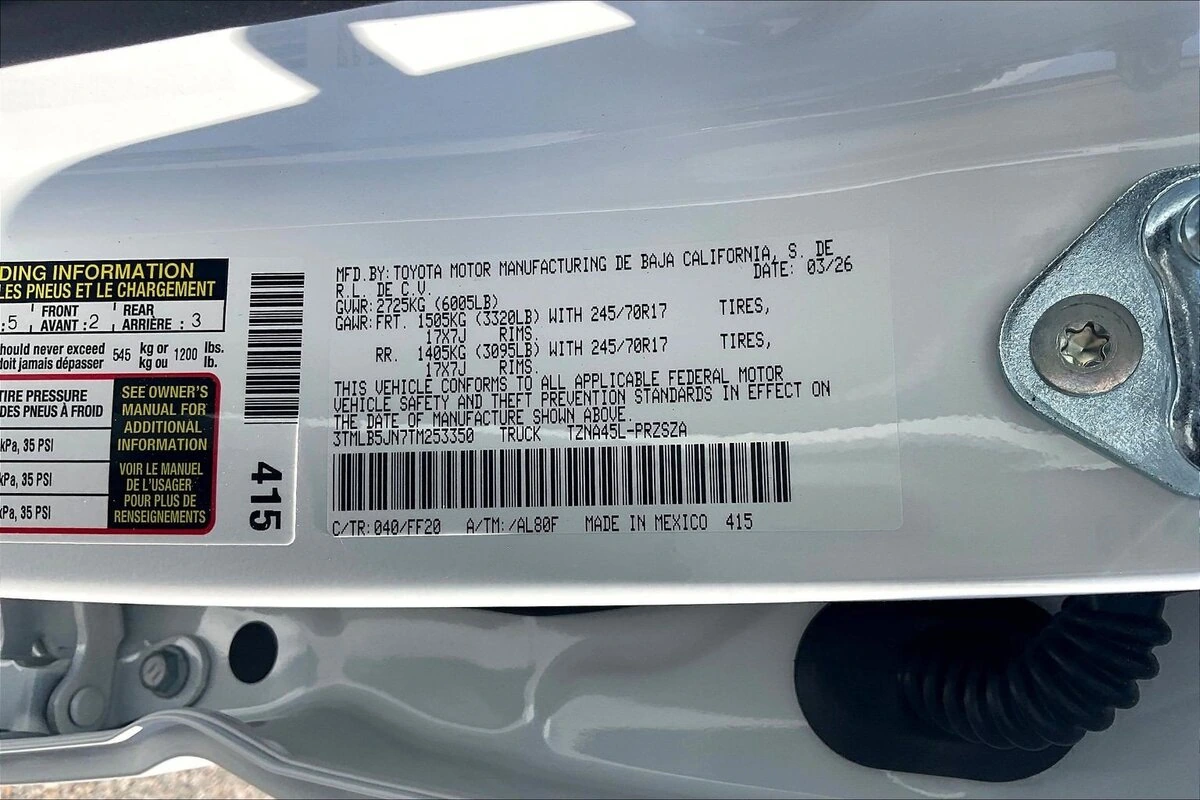 DING INFORMATION
LES PNEUS ET LE CHARGEMENT
: 5 FRONT AVANT : 2 REAR ARRIÈRE : 3
hould never exceed 545 kg or 1200 lbs.
doit jamais dépasser kg ou lb.
TIRE PRESSURE
DES PNEUS À FROID
kPa, 35 PSI
kPa, 35 PSI
kPa, 35 PSI
SEE OWNER'S
MANUAL FOR
ADDITIONAL
INFORMATION
VOIR LE MANUEL
DE L'USAGER
POUR PLUS DE
RENSEIGNEMENTS
415
MFD. BY: TOYOTA MOTOR MANUFACTURING DE BAJA CALIFORNIA, S. DE
R.L. DE C.V. DATE: 03/26
GVWR: 2725KG (6005LB)
GAWR: FRT. 1505KG (3320LB) WITH 245/70R17 TIRES,
17X7J RIMS.
RR. 1405KG (3095LB) WITH 245/70R17 TIRES,
17X7J RIMS.
THIS VEHICLE CONFORMS TO ALL APPLICABLE FEDERAL MOTOR
VEHICLE SAFETY AND THEFT PREVENTION STANDARDS IN EFFECT ON
THE DATE OF MANUFACTURE SHOWN ABOVE.
3TMLB5JN7TM253350 TRUCK TZNA45L-PRZSZA
C/TR: 040/FF20 A/TM: /AL80F MADE IN MEXICO 415